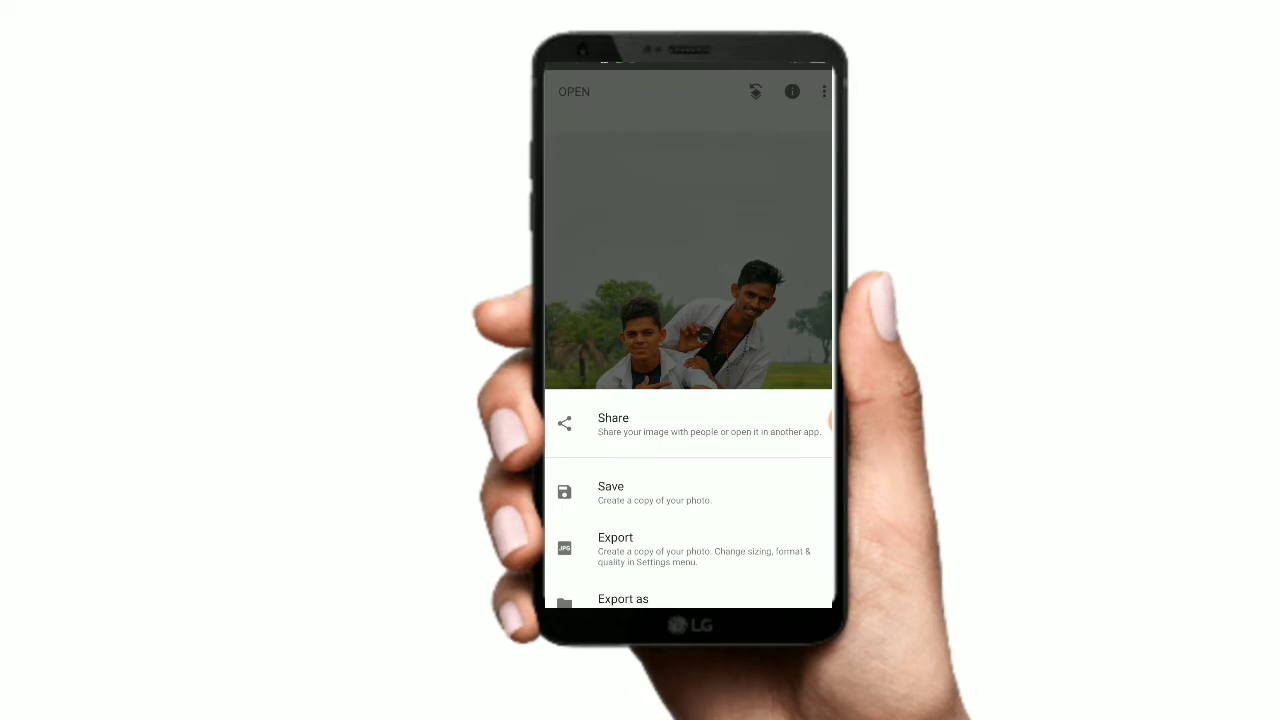 OPEN
Share
Share your image with people or open it in another app.
Save
Create a copy of your photo.
JPG
Export
Create a copy of your photo. Change sizing, format &
quality in Settings menu.
Export as
LG